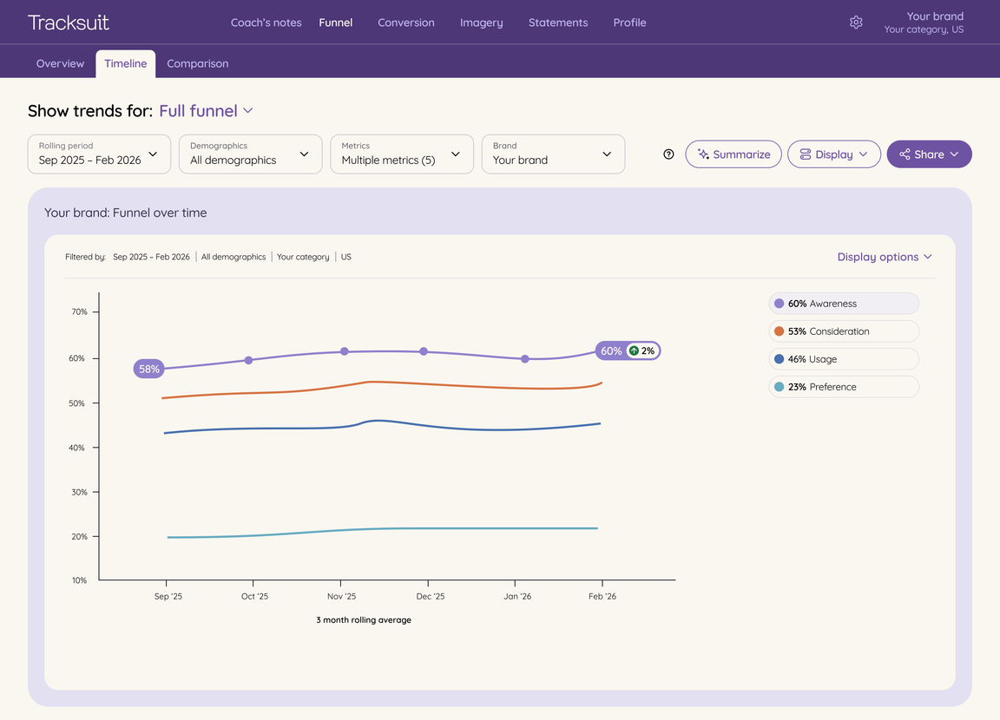 Tracksuit
Coach's notes Funnel Conversion Imagery Statements Profile
Your brand
Your category, US
Overview Timeline Comparison
Show trends for: Full funnel
Rolling period
Sep 2025 – Feb 2026
Demographics
All demographics
Metrics
Multiple metrics (5)
Brand
Your brand
?
Summarize
Display
Share
Your brand: Funnel over time
Filtered by: Sep 2025 – Feb 2026 | All demographics | Your category | US
Display options
70%
60%
50%
40%
30%
20%
10%
58%
60% 2%
60% Awareness
53% Consideration
46% Usage
23% Preference
Sep '25 Oct '25 Nov '25 Dec '25 Jan '26 Feb '26
3 month rolling average